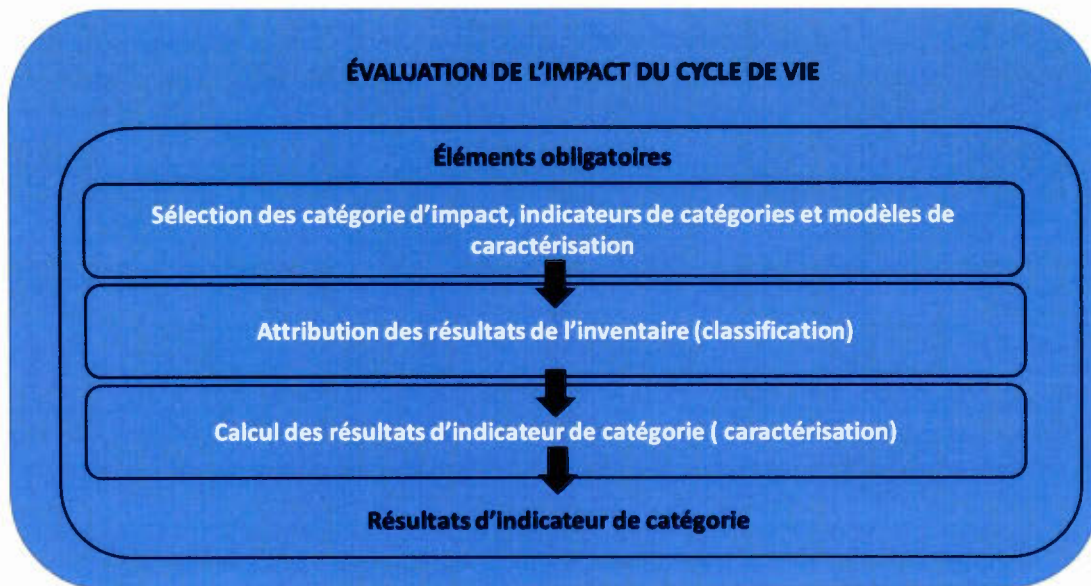 ÉVALUATION DE L'IMPACT DU CYCLE DE VIE
Éléments obligatoires
Sélection des catégorie d'impact, indicateurs de catégories et modèles de
caractérisation
Attribution des résultats de l'inventaire (classification)
Calcul des résultats d'indicateur de catégorie ( caractérisation)
Résultats d'indicateur de catégorie